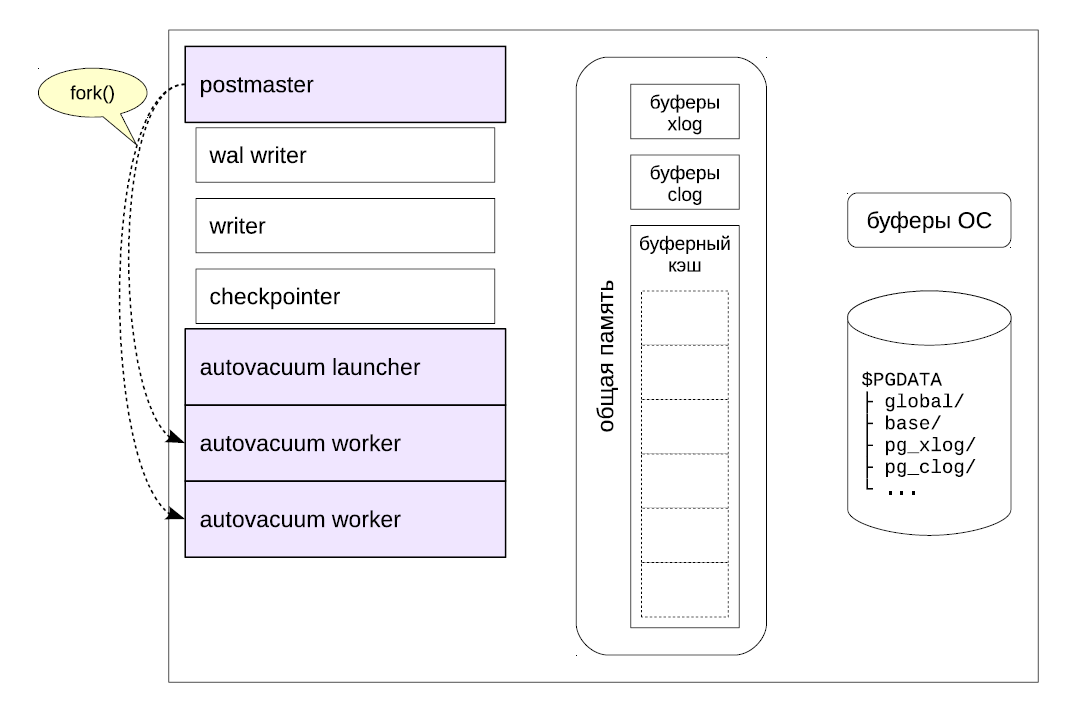 fork()
postmaster
wal writer
writer
checkpointer
autovacuum launcher
autovacuum worker
autovacuum worker
общая память
буферы
xlog
буферы
clog
буферный
кэш
буферы ОС
$PGDATA
├ global/
├ base/
├ pg_xlog/
├ pg_clog/
└ ...